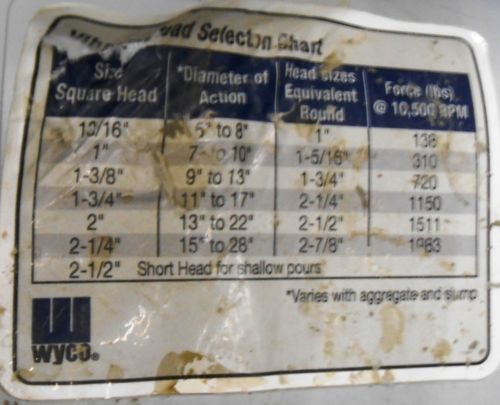 Head Selection Chart
Size Square Head *Diameter of Action Head Sizes Equivalent Round Force (lbs) @ 10,500 RPM
13/16" 5" to 8" 1" 138
1" 7" to 10" 1-5/16" 310
1-3/8" 9" to 13" 1-3/4" 720
1-3/4" 11" to 17" 2-1/4" 1150
2" 13" to 22" 2-1/2" 1511
2-1/4" 15" to 28" 2-7/8" 1963
2-1/2" Short Head for shallow pours
*Varies with aggregate and slump
WYCO®